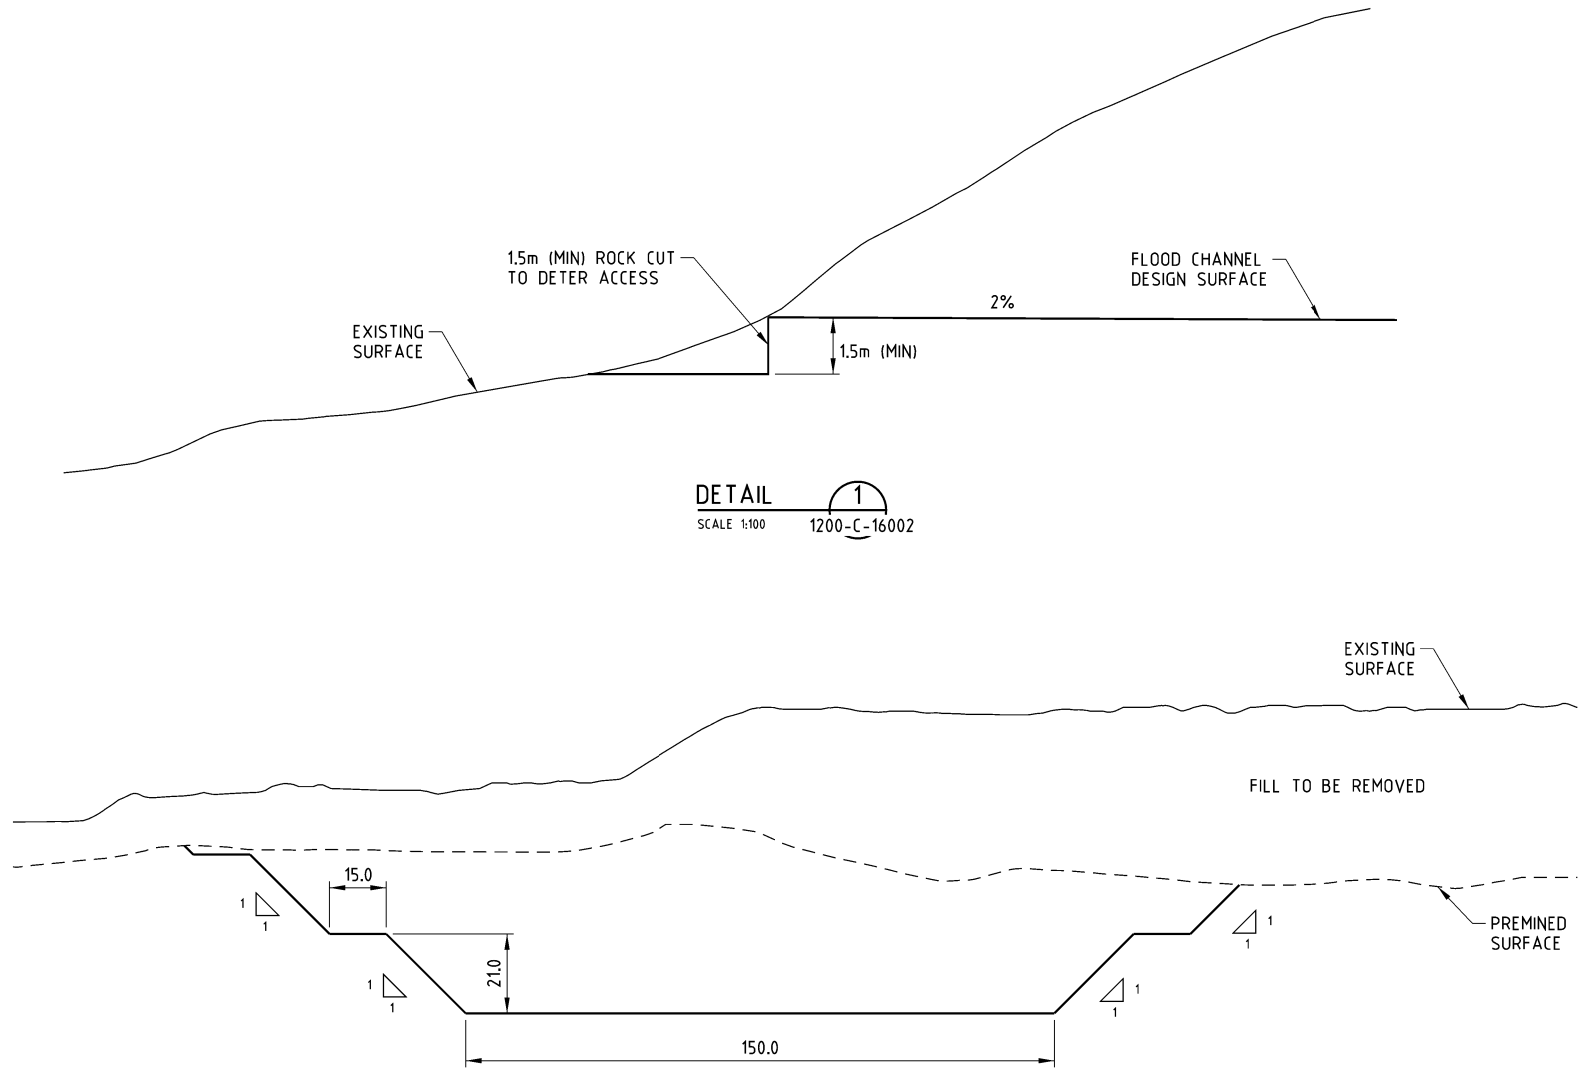 1.5m (MIN) ROCK CUT
TO DETER ACCESS
FLOOD CHANNEL
DESIGN SURFACE
2%
EXISTING
SURFACE
1.5m (MIN)
DETAIL
1
SCALE 1:100
1200-C-16002
EXISTING
SURFACE
FILL TO BE REMOVED
15.0
1
1
1
1
PREMINED
SURFACE
21.0
1
1
1
1
150.0